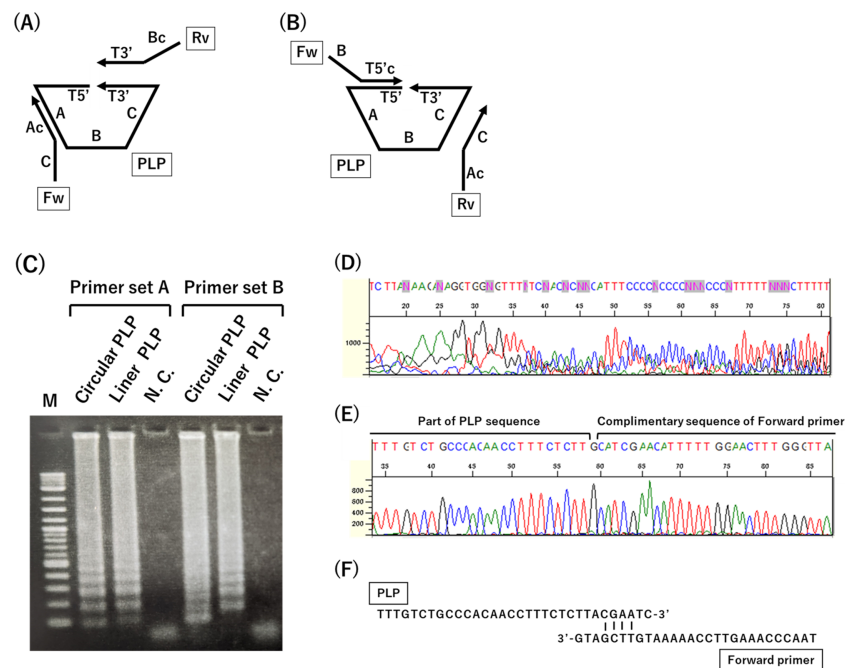 (A)
Bc
T3'
Rv
T5'
T3'
A
C
Ac
B
C
PLP
Fw
(B)
B
Fw
T5'c
T5'
T3'
A
C
B
C
PLP
Ac
Rv
(C)
Primer set A
Primer set B
M
Circular PLP
Liner PLP
N. C.
Circular PLP
Liner PLP
N. C.
(D)
TCTTANAACANAGGTGGNGTTTNTCNACNCNNCATTTCCCCNCCCCNNNCCCNTTTTTNNNCTTTTT
20 25 30 35 40 45 50 55 60 65 70 75 80
1000
(E)
Part of PLP sequence
Complimentary sequence of Forward primer
TTTGTCTGCCCACAACCTTTCTCTTGCATCGAACATTTTTGGAACTTTGGGTTA
35 40 45 50 55 60 65 70 75 80 85
800
600
400
200
(F)
PLP
TTTGTCTGCCCACAACCTTTCTCTTACGAATC-3'
3'-GTAGCTTGTAAAAACCTTGAAACCCAAT
Forward primer